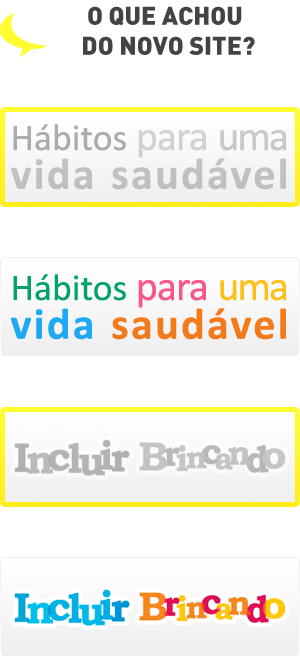 O QUE ACHOU
DO NOVO SITE?
Hábitos para uma
vida saudável
Hábitos para uma
vida saudável
Incluir Brincando
Incluir Brincando